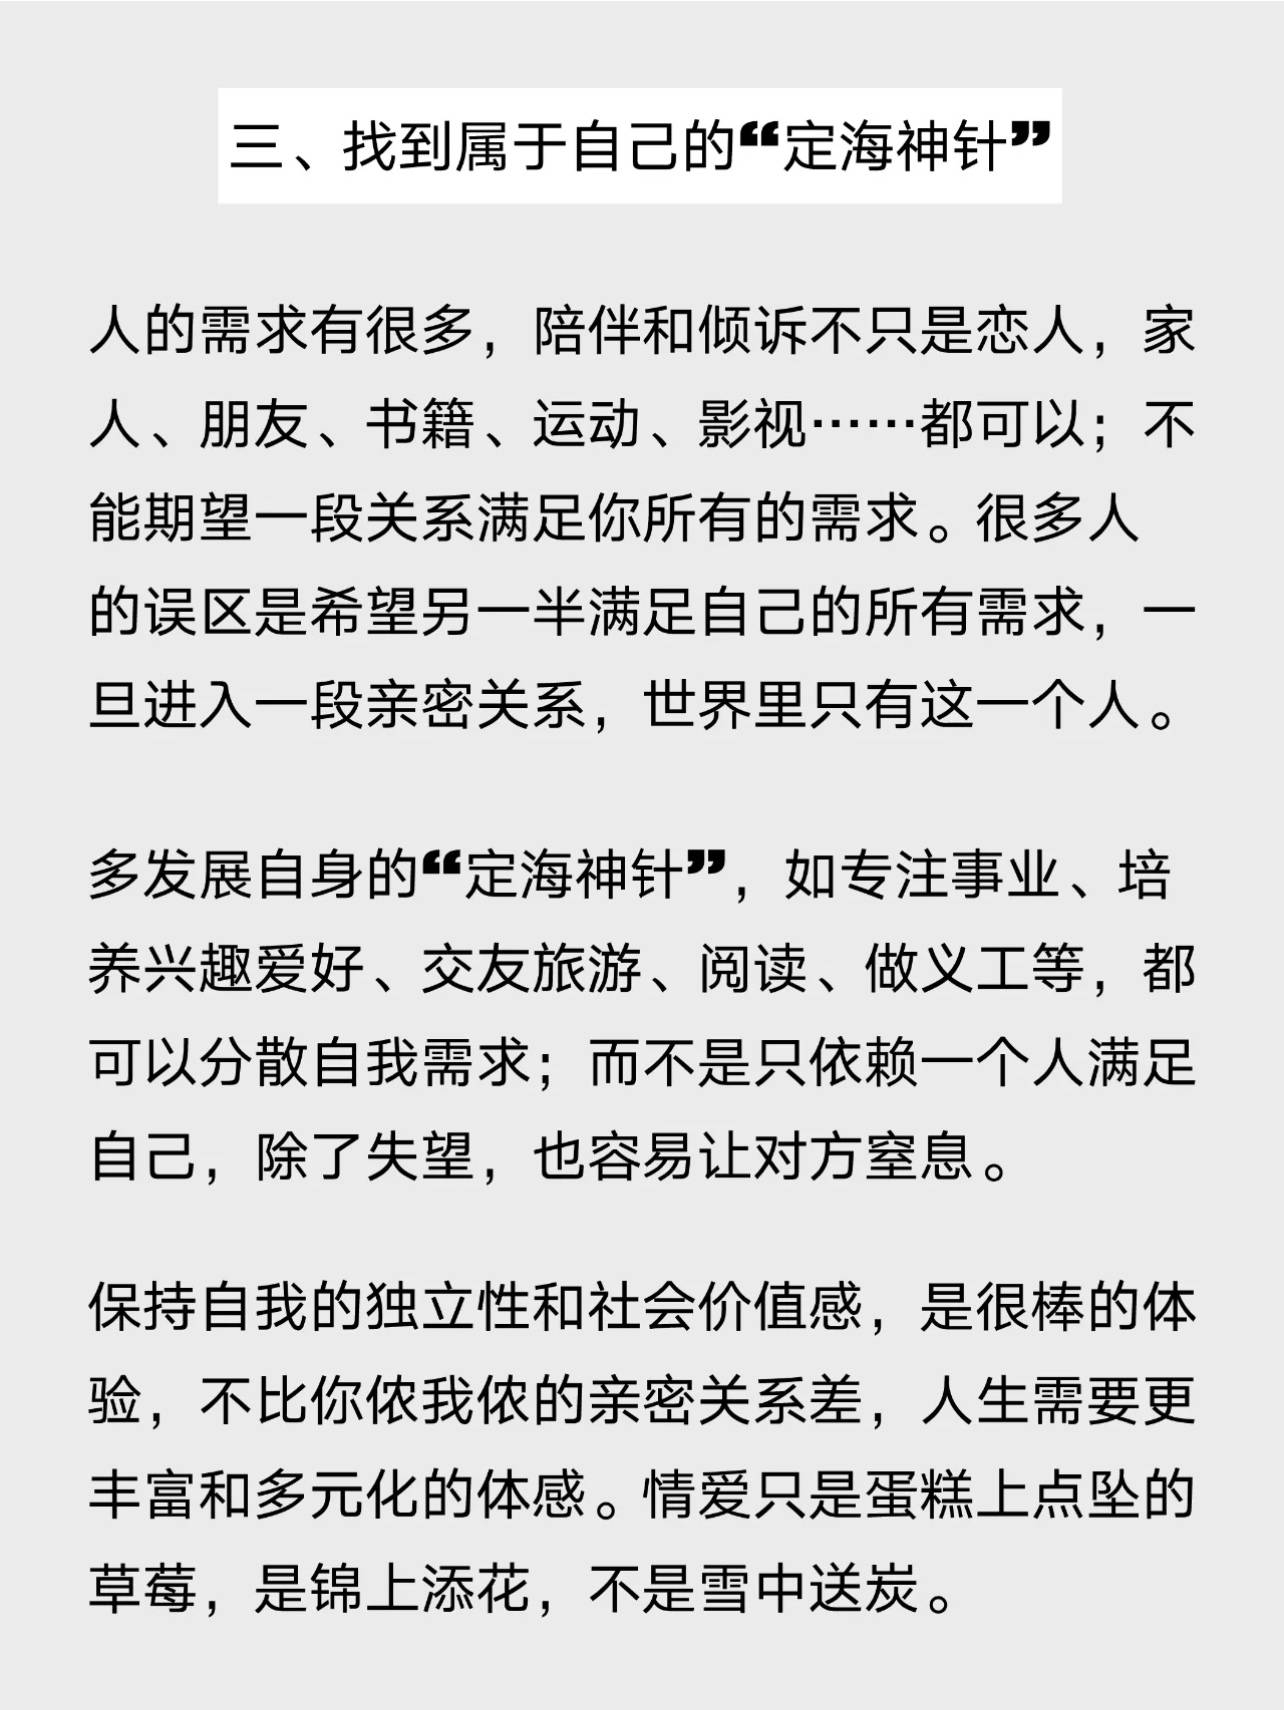 三、找到属于自己的“定海神针”
人的需求有很多，陪伴和倾诉不只是恋人，家
人、朋友、书籍、运动、影视……都可以；不
能期望一段关系满足你所有的需求。很多人
的误区是希望另一半满足自己的所有需求，一
旦进入一段亲密关系，世界里只有这一个人。
多发展自身的“定海神针”，如专注事业、培
养兴趣爱好、交友旅游、阅读、做义工等，都
可以分散自我需求；而不是只依赖一个人满足
自己，除了失望，也容易让对方窒息。
保持自我的独立性和社会价值感，是很棒的体
验，不比你侬我侬的亲密关系差，人生需要更
丰富和多元化的体感。情爱只是蛋糕上点坠的
草莓，是锦上添花，不是雪中送炭。